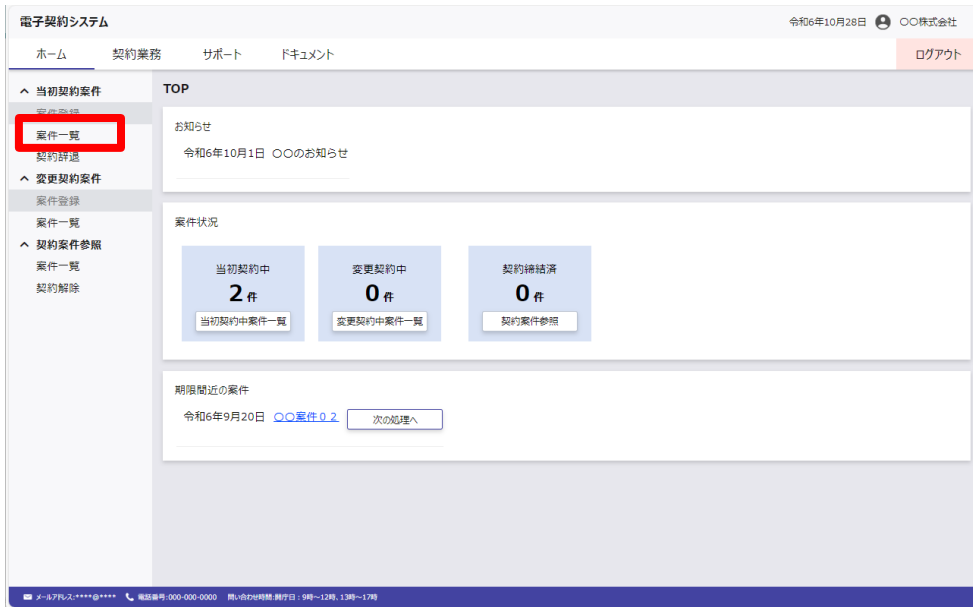 電子契約システム
令和6年10月28日 〇〇株式会社
ホーム 契約業務 サポート ドキュメント ログアウト
当初契約案件
案件登録
案件一覧
契約辞退
変更契約案件
案件登録
案件一覧
契約案件参照
案件一覧
契約解除
TOP
お知らせ
令和6年10月1日 〇〇のお知らせ
案件状況
当初契約中
2 件
当初契約中案件一覧
変更契約中
0 件
変更契約中案件一覧
契約締結済
0 件
契約案件参照
期限間近の案件
令和6年9月20日 〇〇案件０２ 次の処理へ
メールアドレス:****@**** 電話番号:000-000-0000 問い合わせ時間:開庁日：9時～12時、13時～17時